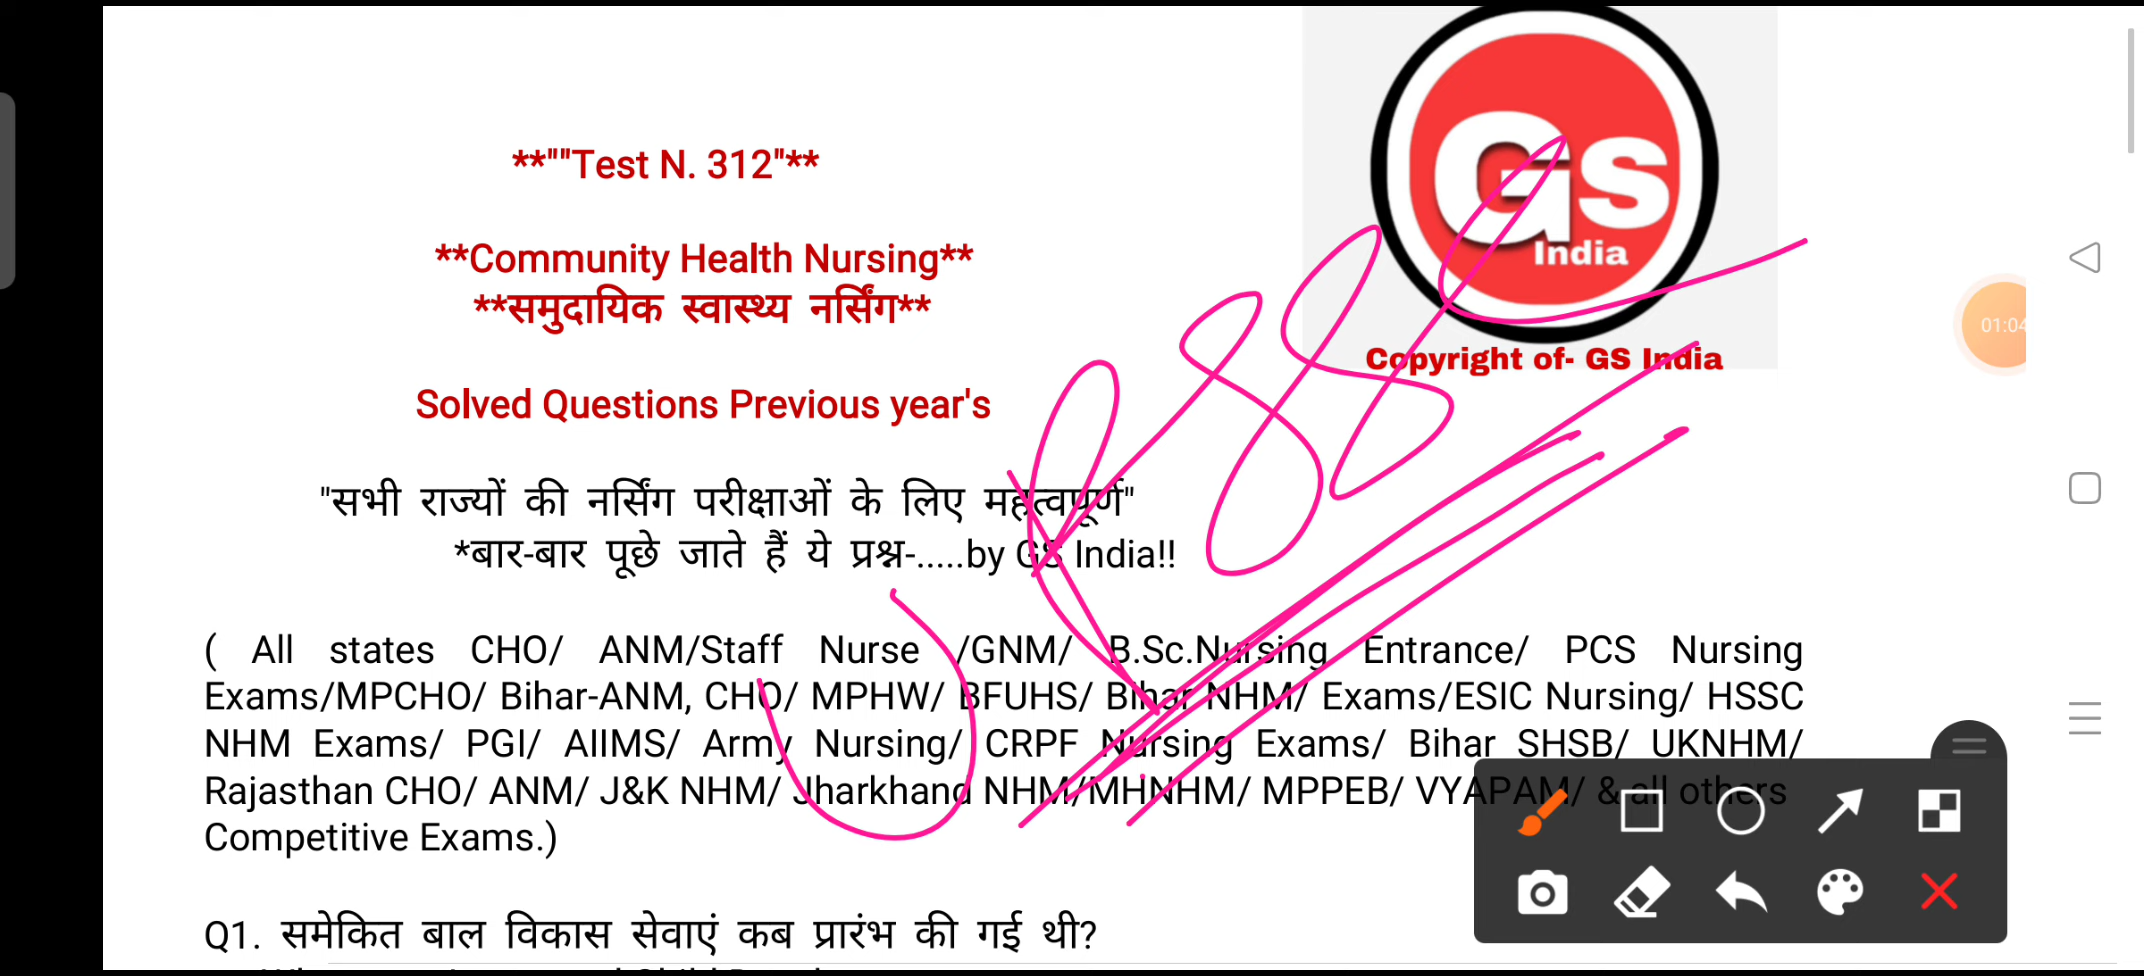 **""Test N. 312"**
**Community Health Nursing**
**समुदायिक स्वास्थ्य नर्सिंग**
Solved Questions Previous year's
"सभी राज्यों की नर्सिंग परीक्षाओं के लिए महत्वपूर्ण"
*बार-बार पूछे जाते हैं ये प्रश्न-.....by GS India!!
GS
India
Copyright of- GS India
01:04
( All states CHO/ ANM/Staff Nurse /GNM/ B.Sc.Nursing Entrance/ PCS Nursing
Exams/MPCHO/ Bihar-ANM, CHO/ MPHW/ BFUHS/ Bihar NHM/ Exams/ESIC Nursing/ HSSC
NHM Exams/ PGI/ AIIMS/ Army Nursing/ CRPF Nursing Exams/ Bihar SHSB/ UKNHM/
Rajasthan CHO/ ANM/ J&K NHM/ Jharkhand NHM/MHNHM/ MPPEB/ VYAPAM/ & all others
Competitive Exams.)
Q1. समेकित बाल विकास सेवाएं कब प्रारंभ की गई थी?